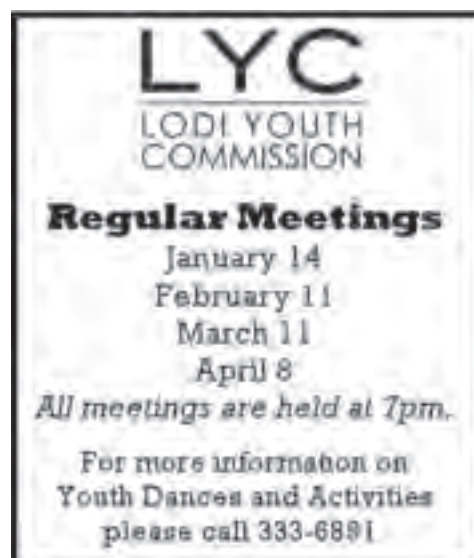 LYC
LODI YOUTH
COMMISSION
Regular Meetings
January 14
February 11
March 11
April 8
All meetings are held at 7pm.
For more information on
Youth Dances and Activities
please call 333-6891